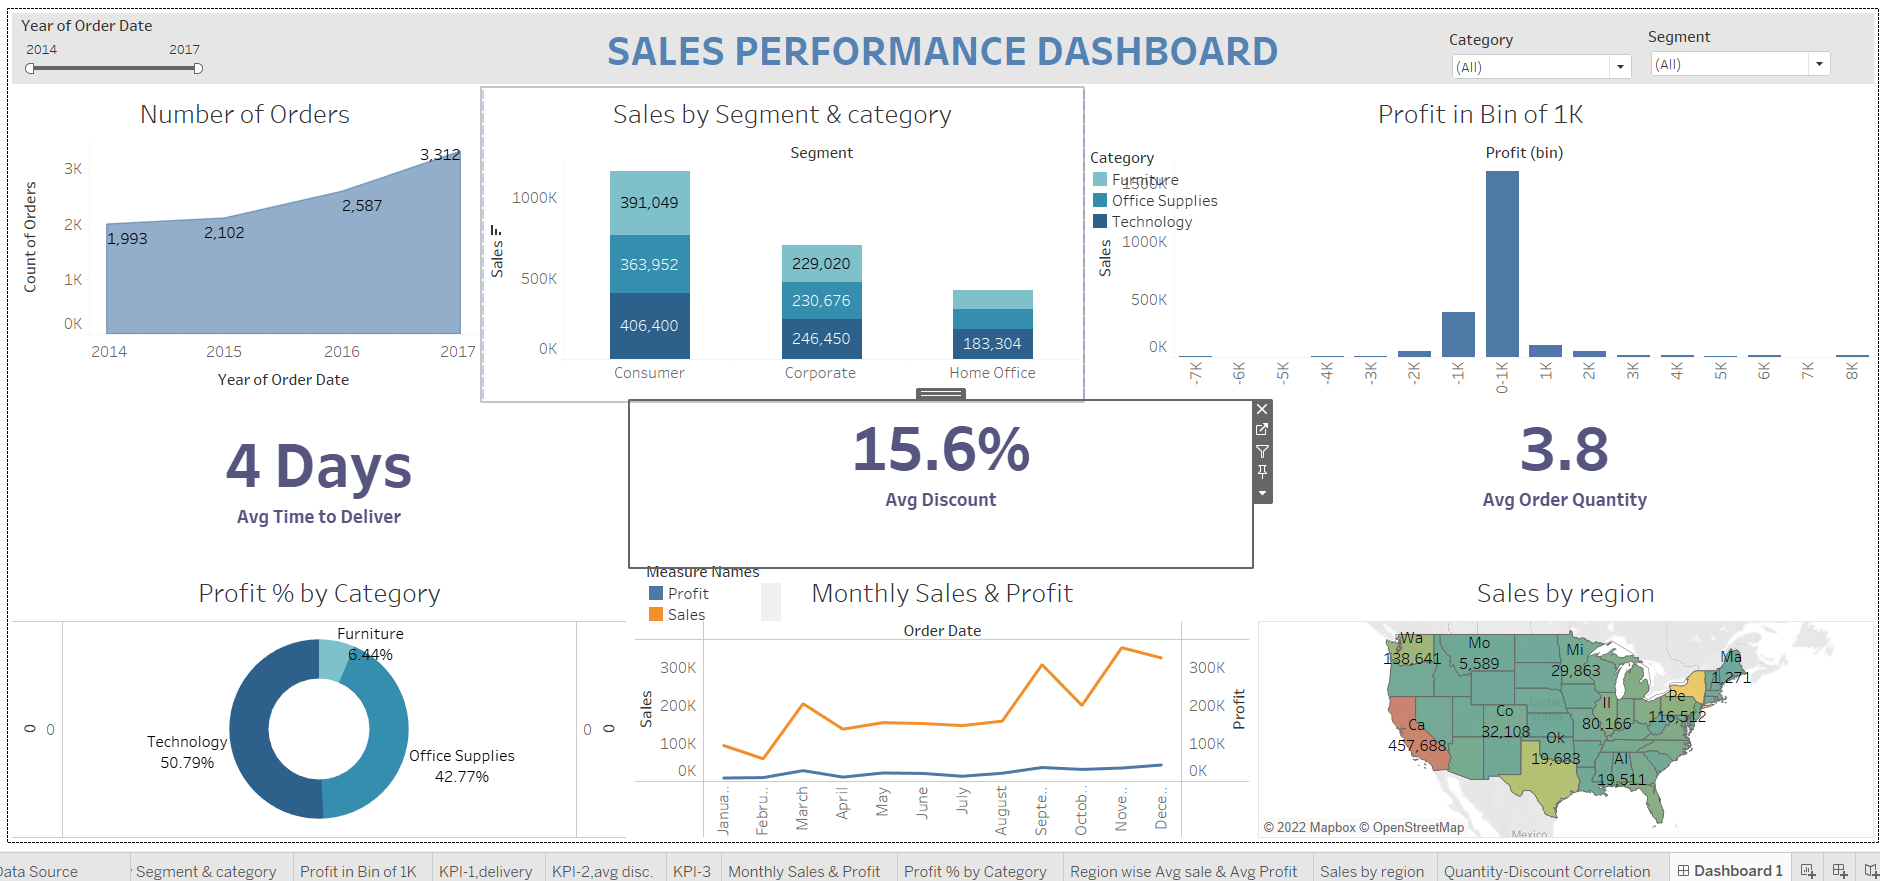 Year of Order Date
2014 2017
SALES PERFORMANCE DASHBOARD
Category
(All)
Segment
(All)
Number of Orders
Count of Orders
3K
2K
1K
0K
1,993
2,102
2,587
3,312
2014 2015 2016 2017
Year of Order Date
Sales by Segment & category
Segment
Sales
1000K
500K
0K
391,049
363,952
406,400
229,020
230,676
246,450
183,304
Consumer Corporate Home Office
Category
Furniture
Office Supplies
Technology
Profit in Bin of 1K
Profit (bin)
Sales
1500K
1000K
500K
0K
-7K -6K -5K -4K -3K -2K -1K 0-1K 1K 2K 3K 4K 5K 6K 7K 8K
4 Days
Avg Time to Deliver
15.6%
Avg Discount
3.8
Avg Order Quantity
Profit % by Category
Furniture
6.44%
Technology
50.79%
Office Supplies
42.77%
0 0
0 0
Measure Names
Profit
Sales
Monthly Sales & Profit
Order Date
Sales
300K
200K
100K
0K
300K
200K
100K
0K
Profit
Janua.. Febru.. March April May June July August Septe.. Octob.. Nove.. Dece..
Sales by region
Wa
138,641
Mo
5,589
Mi
29,863
Ma
1,271
Ca
457,688
Co
32,108
Il
80,166
Pe
116,512
Ok
19,683
Al
19,511
United
States
Mexico
© 2022 Mapbox © OpenStreetMap
Data Source Segment & category Profit in Bin of 1K KPI-1,delivery KPI-2,avg disc. KPI-3 Monthly Sales & Profit Profit % by Category Region wise Avg sale & Avg Profit Sales by region Quantity-Discount Correlation Dashboard 1